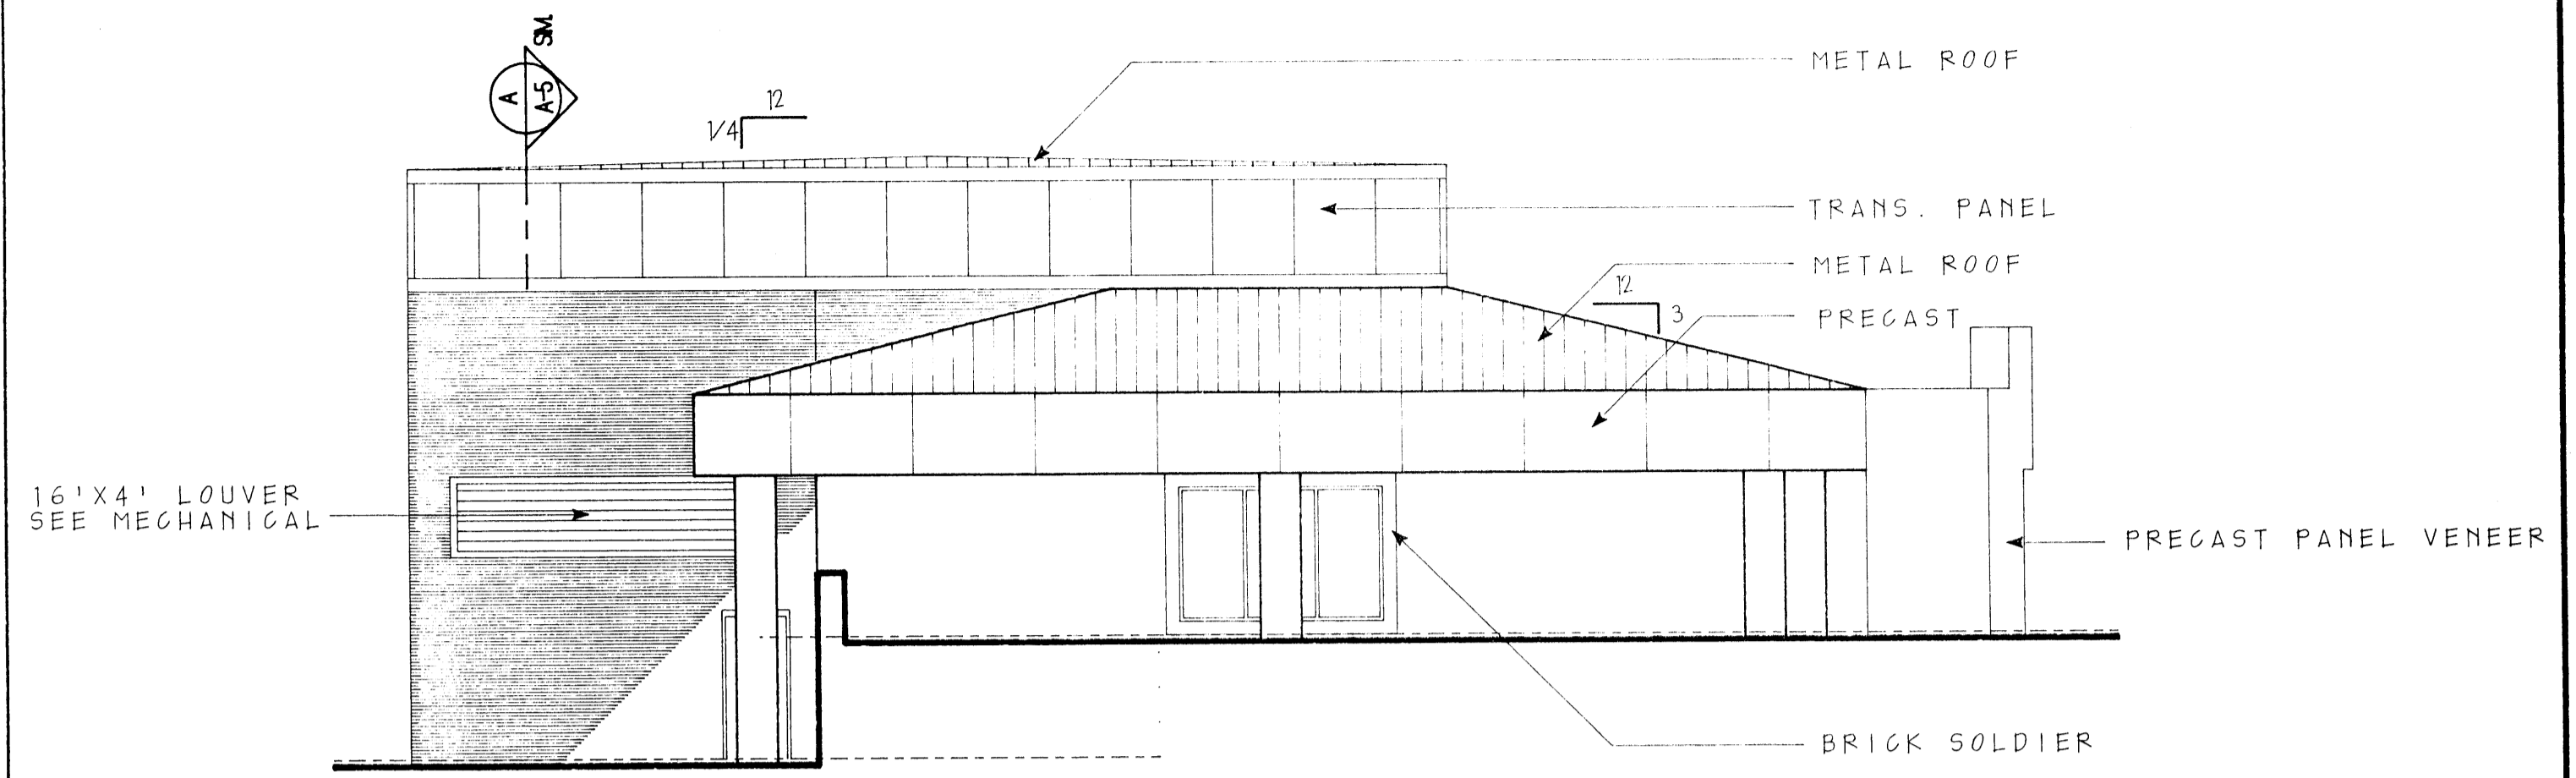 SM
A
A-5
12
1/4
METAL ROOF
TRANS. PANEL
METAL ROOF
12
3
PRECAST
16'X4' LOUVER
SEE MECHANICAL
PRECAST PANEL VENEER
BRICK SOLDIER